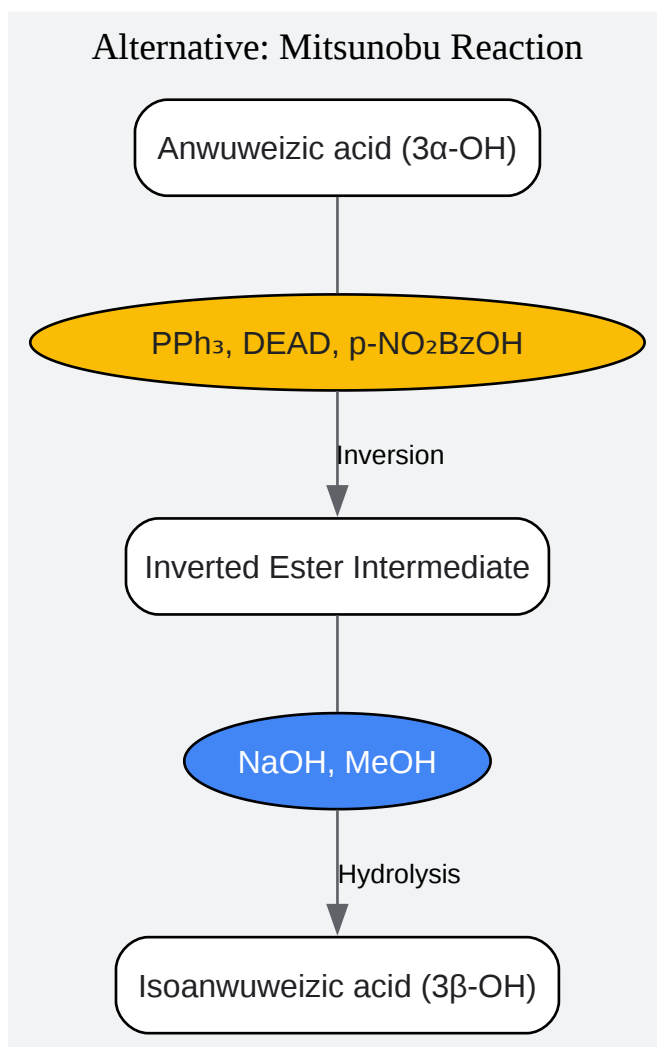 Alternative: Mitsunobu Reaction
Anwuweizic acid (3α-OH)
PPh₃, DEAD, p-NO₂BzOH
Inversion
Inverted Ester Intermediate
NaOH, MeOH
Hydrolysis
Isoanwuweizic acid (3β-OH)